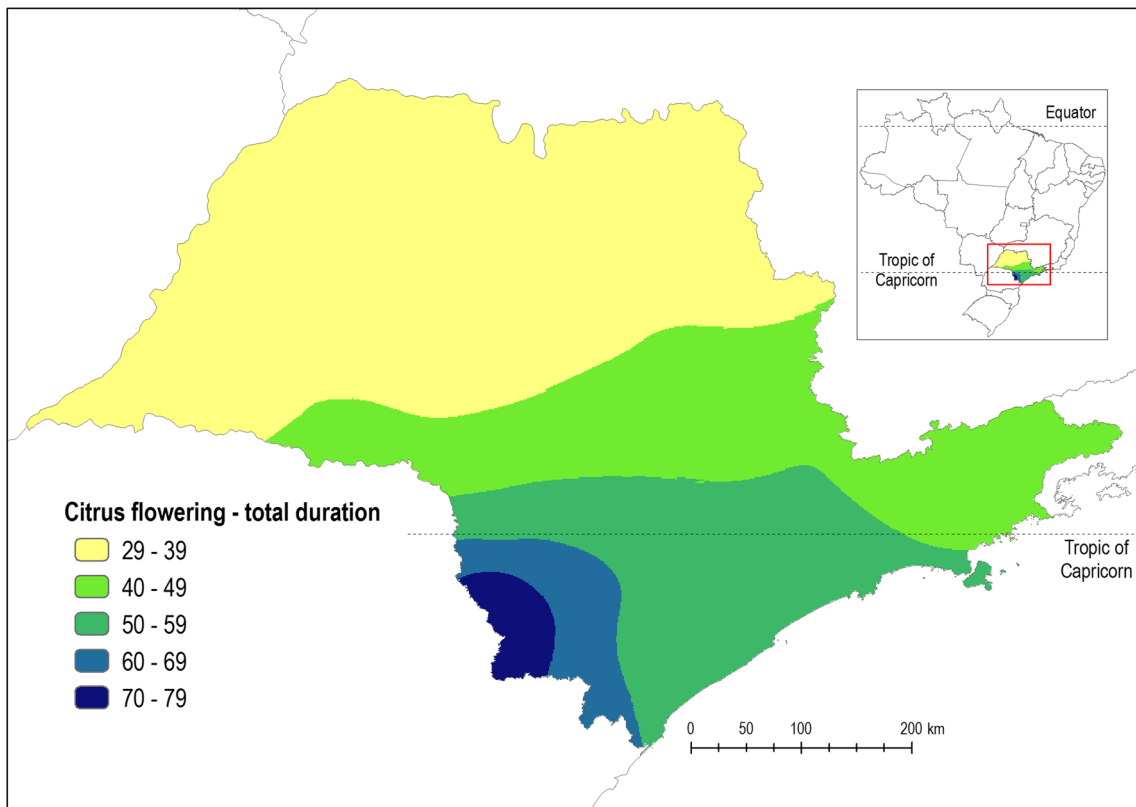 Equator
Tropic of
Capricorn
Citrus flowering - total duration
29 - 39
40 - 49
50 - 59
60 - 69
70 - 79
Tropic of
Capricorn
0 50 100 200 km